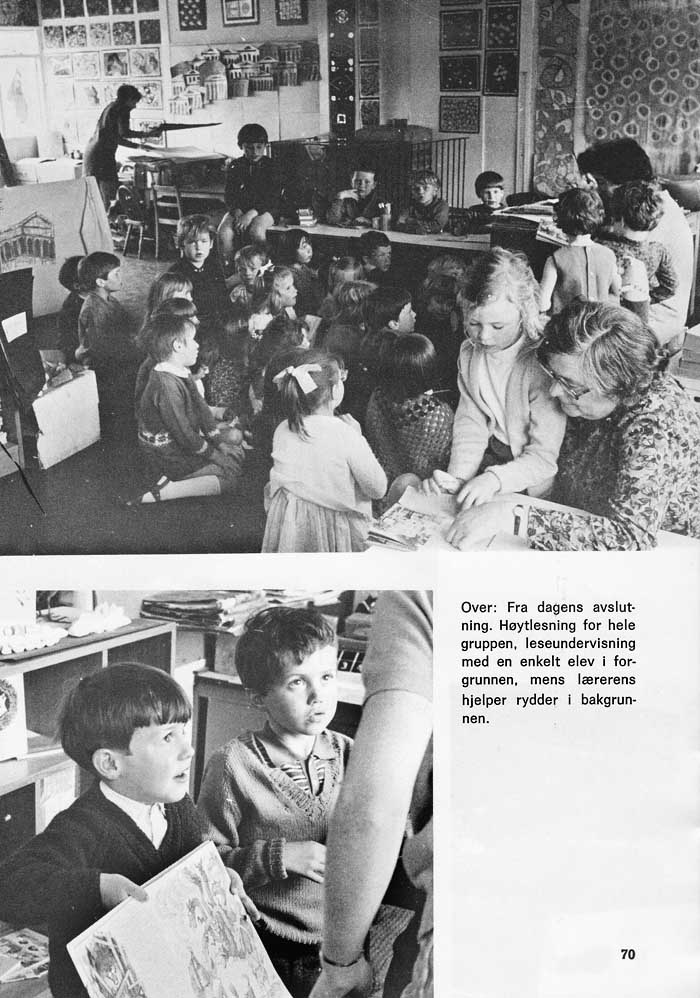 Over: Fra dagens avslut-
ning. Høytlesning for hele
gruppen, leseundervisning
med en enkelt elev i for-
grunnen, mens lærerens
hjelper rydder i bakgrun-
nen.
70